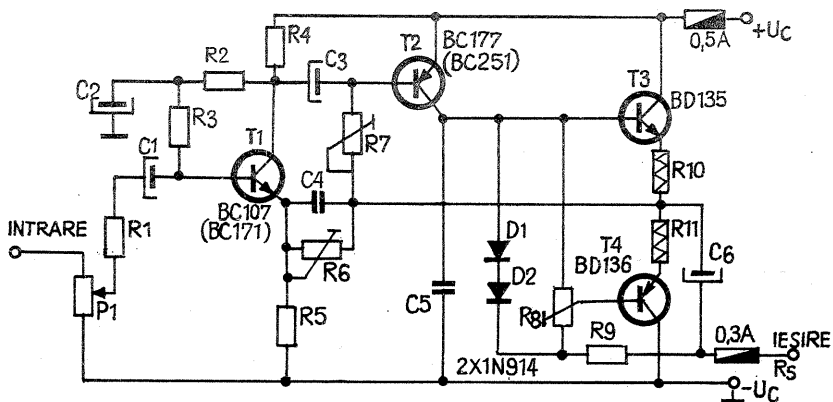 R4
T2
BC177
(BC251)
0,5A
+Uc
R2
C3
C2
R3
T1
T3
BD135
C1
R7
R10
C4
BC107
(BC171)
INTRARE
R1
R11
D1
T4
BD136
C6
R6
D2
P1
C5
R8
R5
R9
0,3A
IESIRE
Rs
2X1N914
-Uc